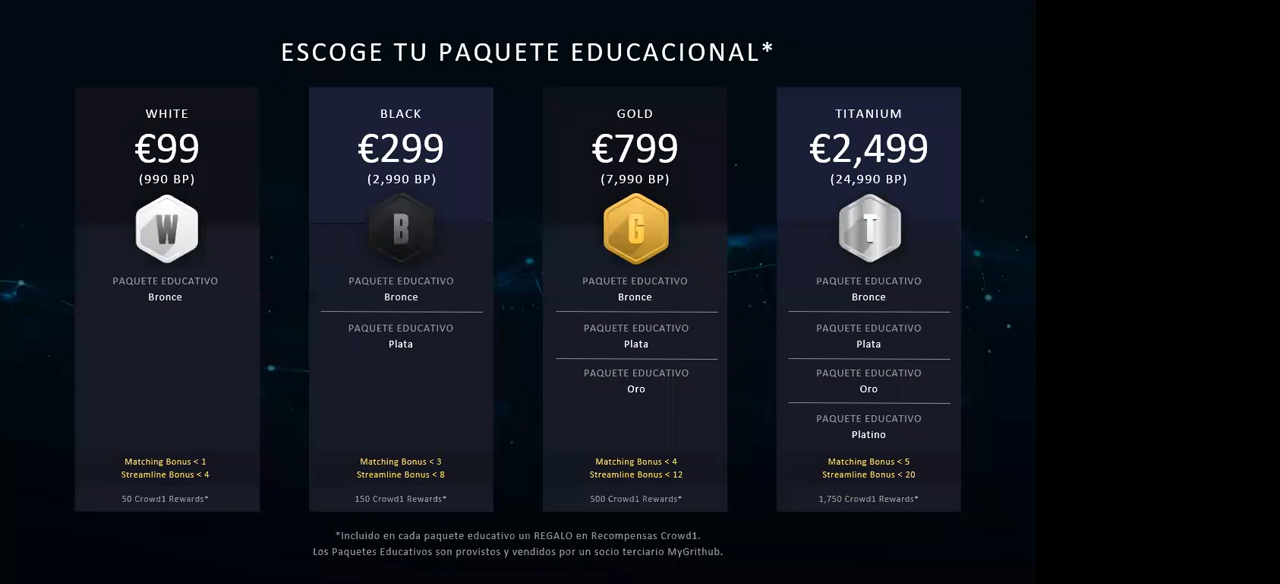 ESCOGE TU PAQUETE EDUCACIONAL*
WHITE
€99
(990 BP)
W
PAQUETE EDUCATIVO
Bronce
Matching Bonus < 1
Streamline Bonus < 4
50 Crowd1 Rewards*
BLACK
€299
(2,990 BP)
B
PAQUETE EDUCATIVO
Bronce
PAQUETE EDUCATIVO
Plata
Matching Bonus < 3
Streamline Bonus < 8
150 Crowd1 Rewards*
GOLD
€799
(7,990 BP)
G
PAQUETE EDUCATIVO
Bronce
PAQUETE EDUCATIVO
Plata
PAQUETE EDUCATIVO
Oro
Matching Bonus < 4
Streamline Bonus < 12
500 Crowd1 Rewards*
TITANIUM
€2,499
(24,990 BP)
T
PAQUETE EDUCATIVO
Bronce
PAQUETE EDUCATIVO
Plata
PAQUETE EDUCATIVO
Oro
PAQUETE EDUCATIVO
Platino
Matching Bonus < 5
Streamline Bonus < 20
1,750 Crowd1 Rewards*
*Incluido en cada paquete educativo un REGALO en Recompensas Crowd1.
Los Paquetes Educativos son provistos y vendidos por un socio terciario MyGrithub.